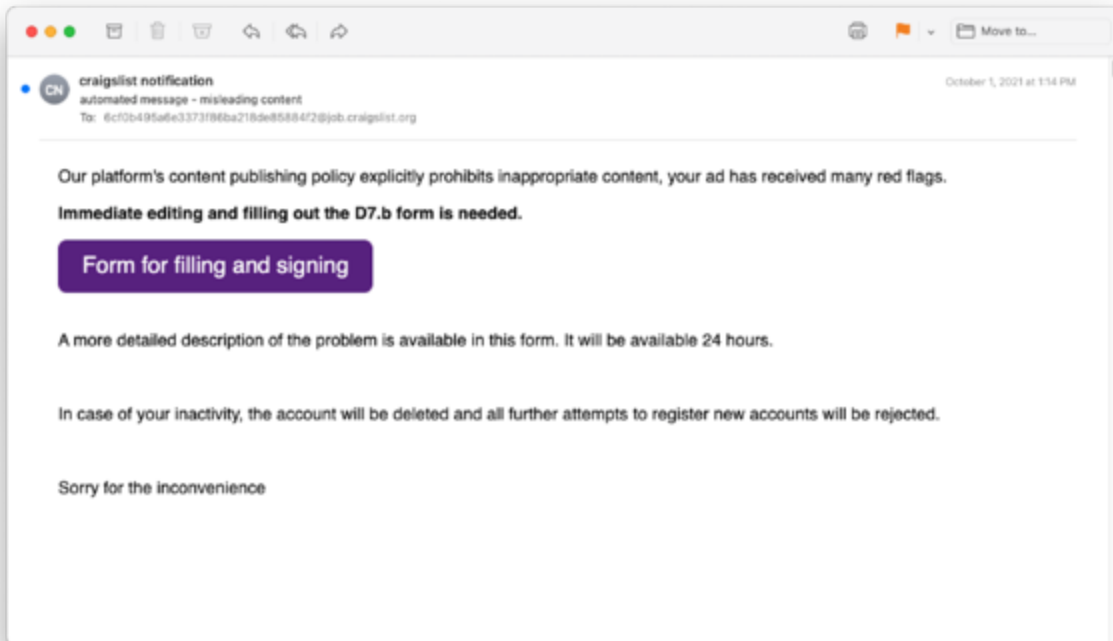 Move to...
CN
craigslist notification
October 1, 2021 at 1:14 PM
automated message - misleading content
To: 6cf0b495a6e3373f86ba218de85884f2@job.craigslist.org
Our platform's content publishing policy explicitly prohibits inappropriate content, your ad has received many red flags.
Immediate editing and filling out the D7.b form is needed.
Form for filling and signing
A more detailed description of the problem is available in this form. It will be available 24 hours.
In case of your inactivity, the account will be deleted and all further attempts to register new accounts will be rejected.
Sorry for the inconvenience